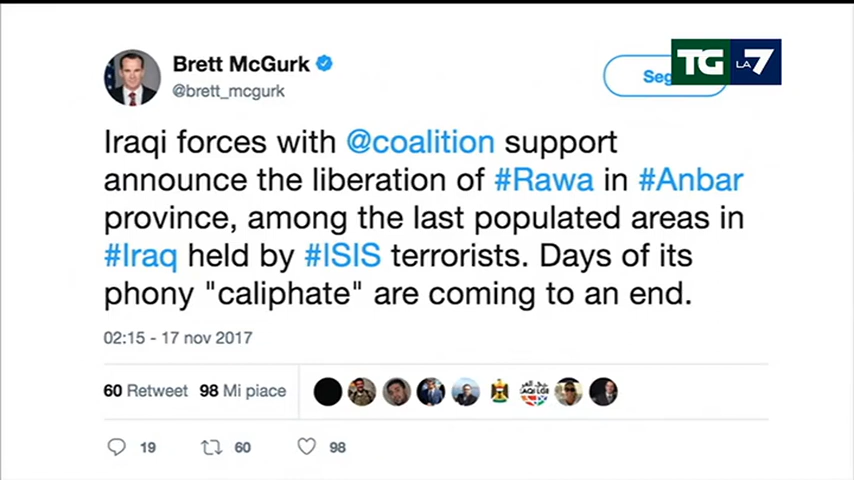 TG LA 7
Brett McGurk
@brett_mcgurk
Iraqi forces with @coalition support
announce the liberation of #Rawa in #Anbar
province, among the last populated areas in
#Iraq held by #ISIS terrorists. Days of its
phony "caliphate" are coming to an end.
02:15 - 17 nov 2017
60 Retweet 98 Mi piace
19 60 98